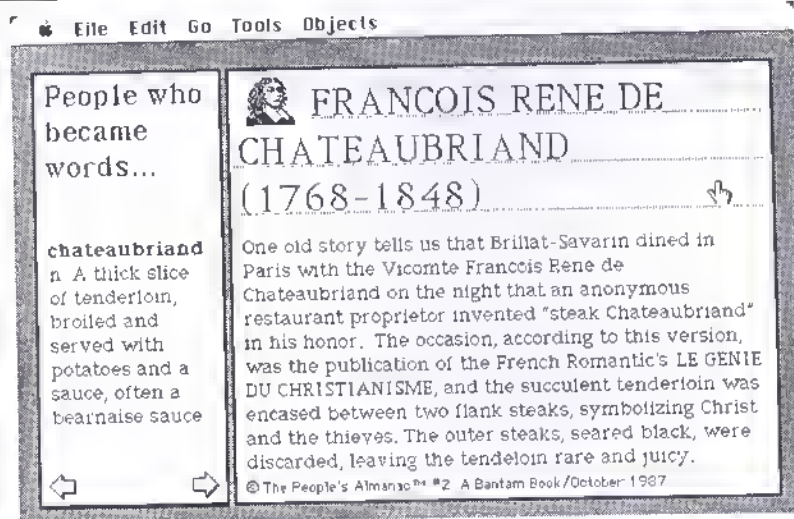 File Edit Go Tools Objects
People who
became
words...
chateaubriand
n A thick slice
of tenderloin,
broiled and
served with
potatoes and a
sauce, often a
bearnaise sauce
FRANCOIS RENE DE
CHATEAUBRIAND
(1768-1848)
One old story tells us that Brillat-Savarin dined in
Paris with the Vicomte Francois Rene de
Chateaubriand on the night that an anonymous
restaurant proprietor invented "steak Chateaubriand"
in his honor. The occasion, according to this version,
was the publication of the French Romantic's LE GENIE
DU CHRISTIANISME, and the succulent tenderloin was
encased between two flank steaks, symbolizing Christ
and the thieves. The outer steaks, seared black, were
discarded, leaving the tendeloin rare and juicy.
© The People's Almanac™ #2 A Bantam Book/October 1987